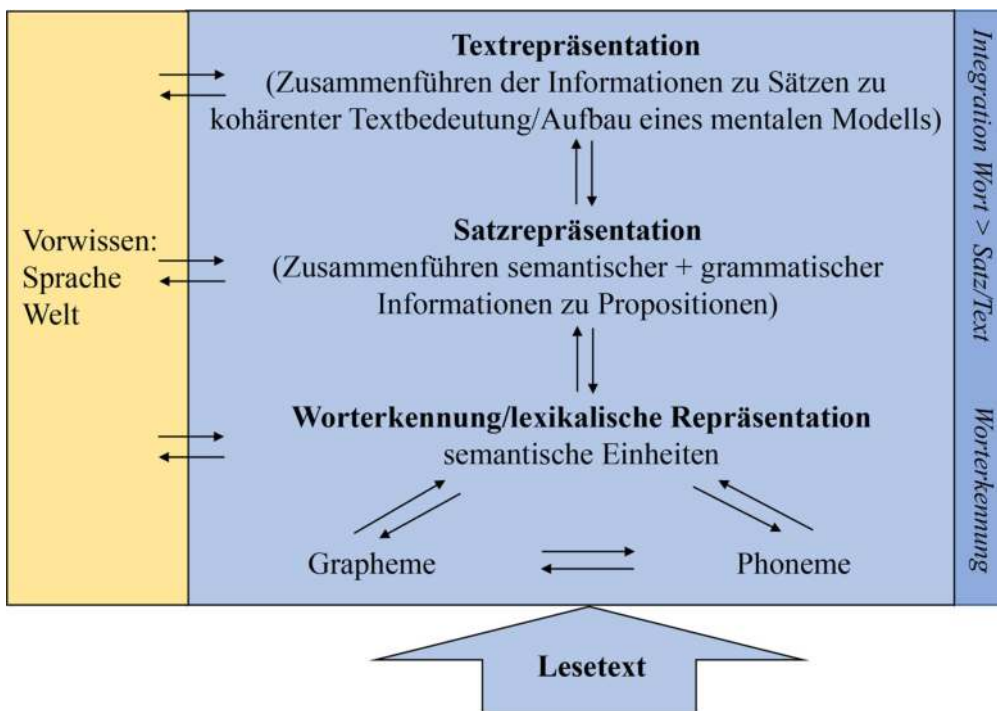 Textrepräsentation
(Zusammenführen der Informationen zu Sätzen zu
kohärenter Textbedeutung/Aufbau eines mentalen Modells)
Vorwissen:
Sprache
Welt
Satzrepräsentation
(Zusammenführen semantischer + grammatischer
Informationen zu Propositionen)
Worterkennung/lexikalische Repräsentation
semantische Einheiten
Grapheme
Phoneme
Lesetext
Integration Wort > Satz/Text
Worterkennung